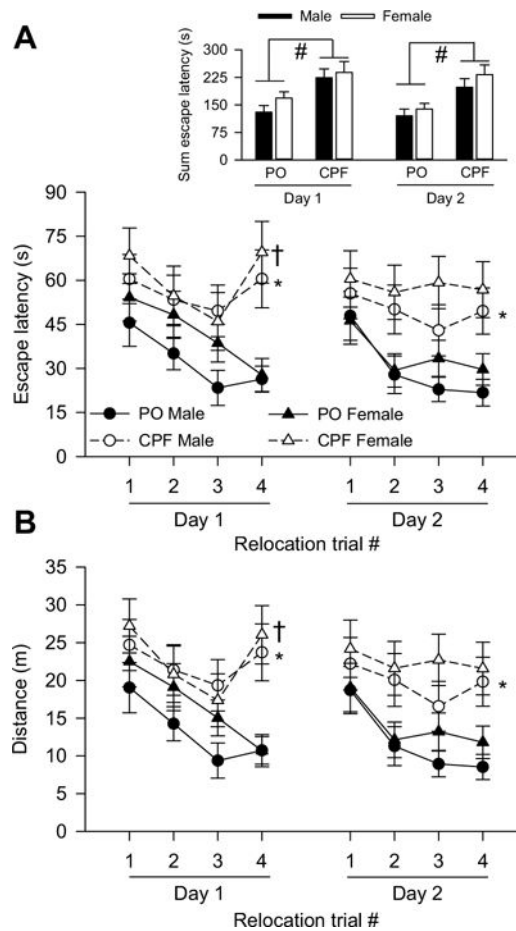 A
Male Female
Sum escape latency (s)
300
225
150
75
0
# #
PO CPF PO CPF
Day 1 Day 2
Escape latency (s)
90
75
60
45
30
15
0
†
*
*
PO Male PO Female
CPF Male CPF Female
1 2 3 4 1 2 3 4
Day 1 Day 2
Relocation trial #
B
Distance (m)
35
30
25
20
15
10
5
0
†
*
*
1 2 3 4 1 2 3 4
Day 1 Day 2
Relocation trial #